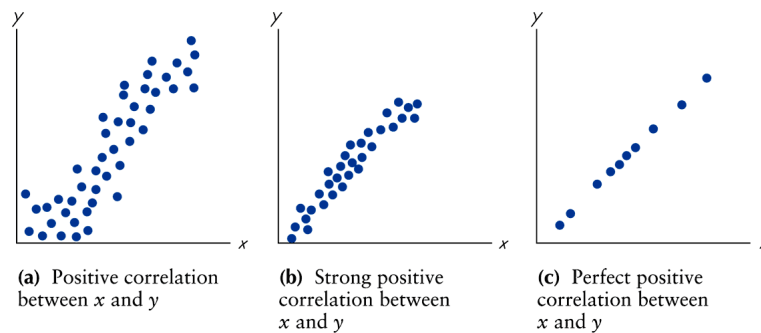 y
y
y
x
x
(a) Positive correlation
between x and y
(b) Strong positive
correlation between
x and y
(c) Perfect positive
correlation between
x and y